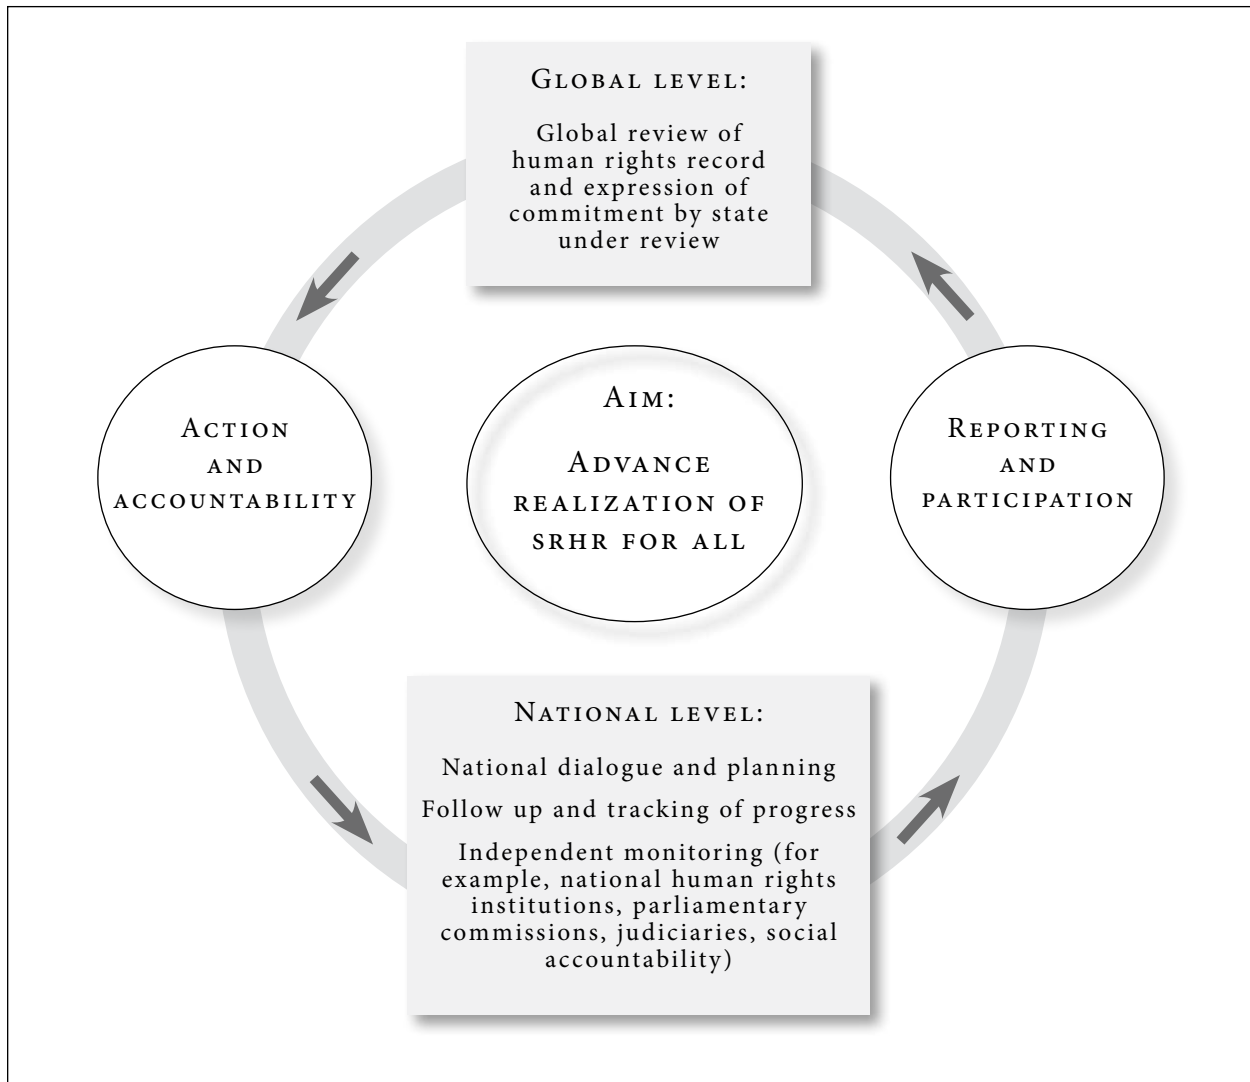 Global level:
Global review of
human rights record
and expression of
commitment by state
under review
Action
and
accountability
Aim:
Advance
realization of
SRHR for all
Reporting
and
participation
National level:
National dialogue and planning
Follow up and tracking of progress
Independent monitoring (for
example, national human rights
institutions, parliamentary
commissions, judiciaries, social
accountability)